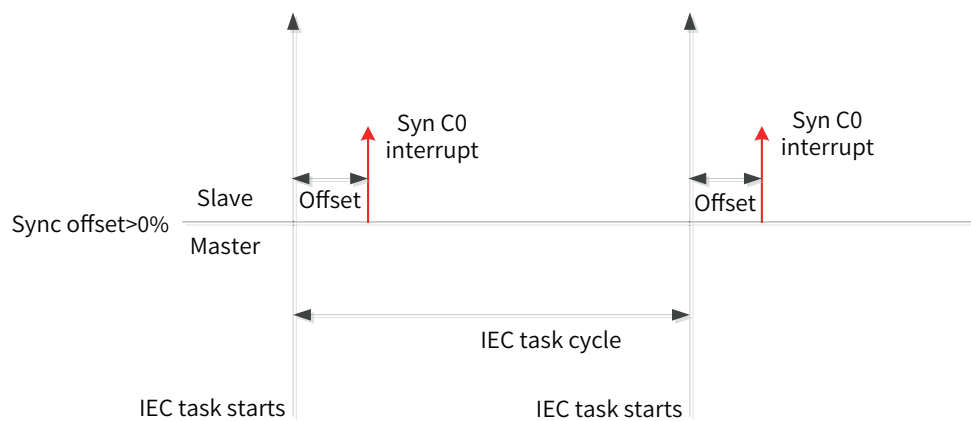 Syn C0
interrupt
Syn C0
interrupt
Slave
Offset
Offset
Sync offset>0%
Master
IEC task cycle
IEC task starts
IEC task starts